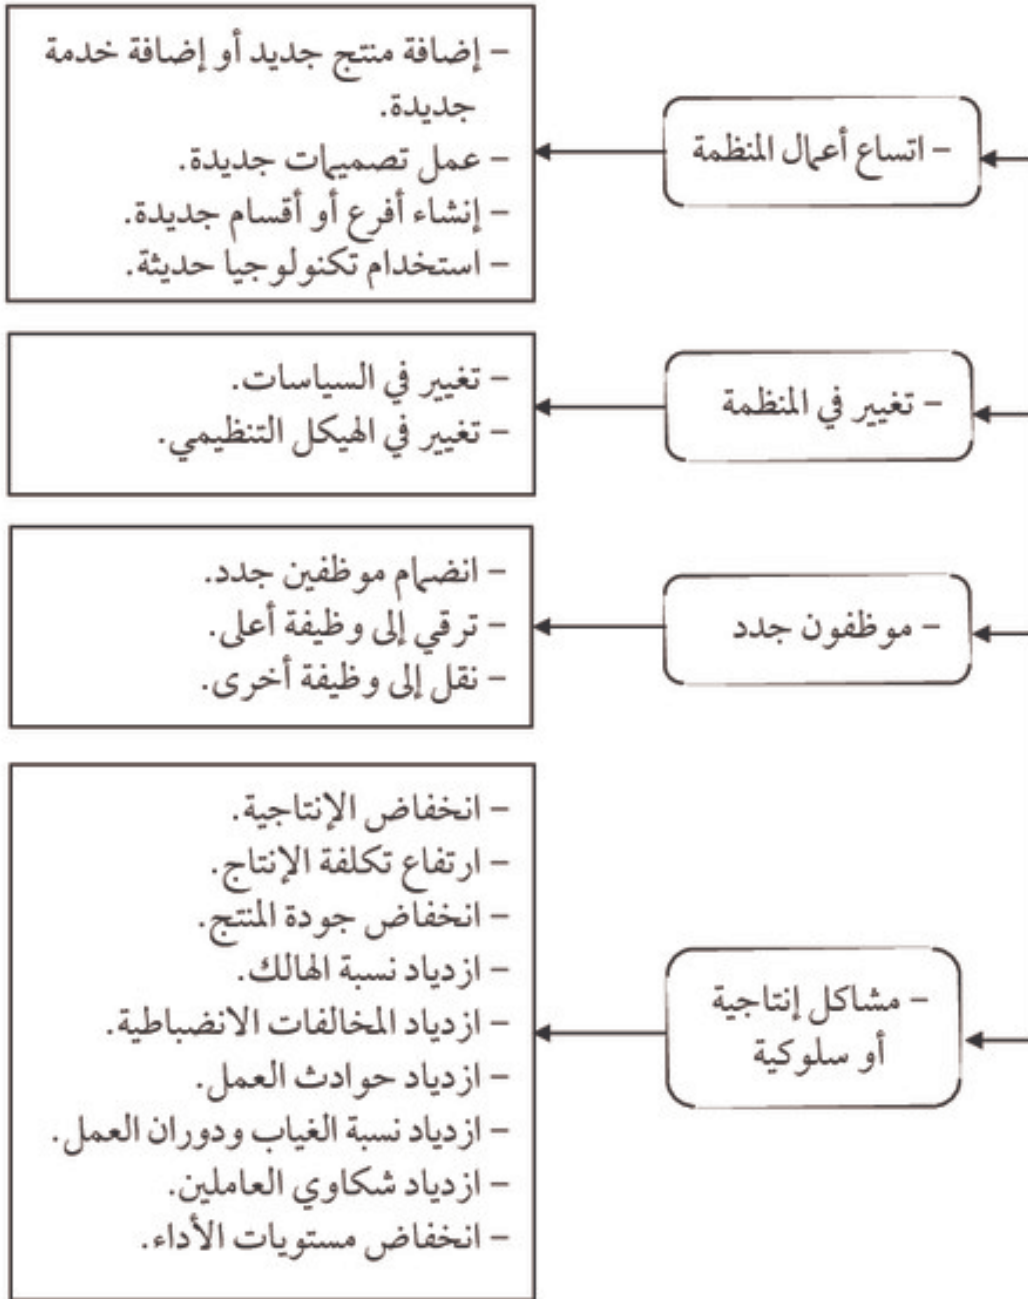 – اتساع أعمال المنظمة
– إضافة منتج جديد أو إضافة خدمة
جديدة.
– عمل تصميمات جديدة.
– إنشاء أفرع أو أقسام جديدة.
– استخدام تكنولوجيا حديثة.
– تغيير في المنظمة
– تغيير في السياسات.
– تغيير في الهيكل التنظيمي.
– موظفون جدد
– انضمام موظفين جدد.
– ترقي إلى وظيفة أعلى.
– نقل إلى وظيفة أخرى.
– مشاكل إنتاجية
أو سلوكية
– انخفاض الإنتاجية.
– ارتفاع تكلفة الإنتاج.
– انخفاض جودة المنتج.
– ازدياد نسبة الهالك.
– ازدياد المخالفات الانضباطية.
– ازدياد حوادث العمل.
– ازدياد نسبة الغياب ودوران العمل.
– ازدياد شكاوي العاملين.
– انخفاض مستويات الأداء.